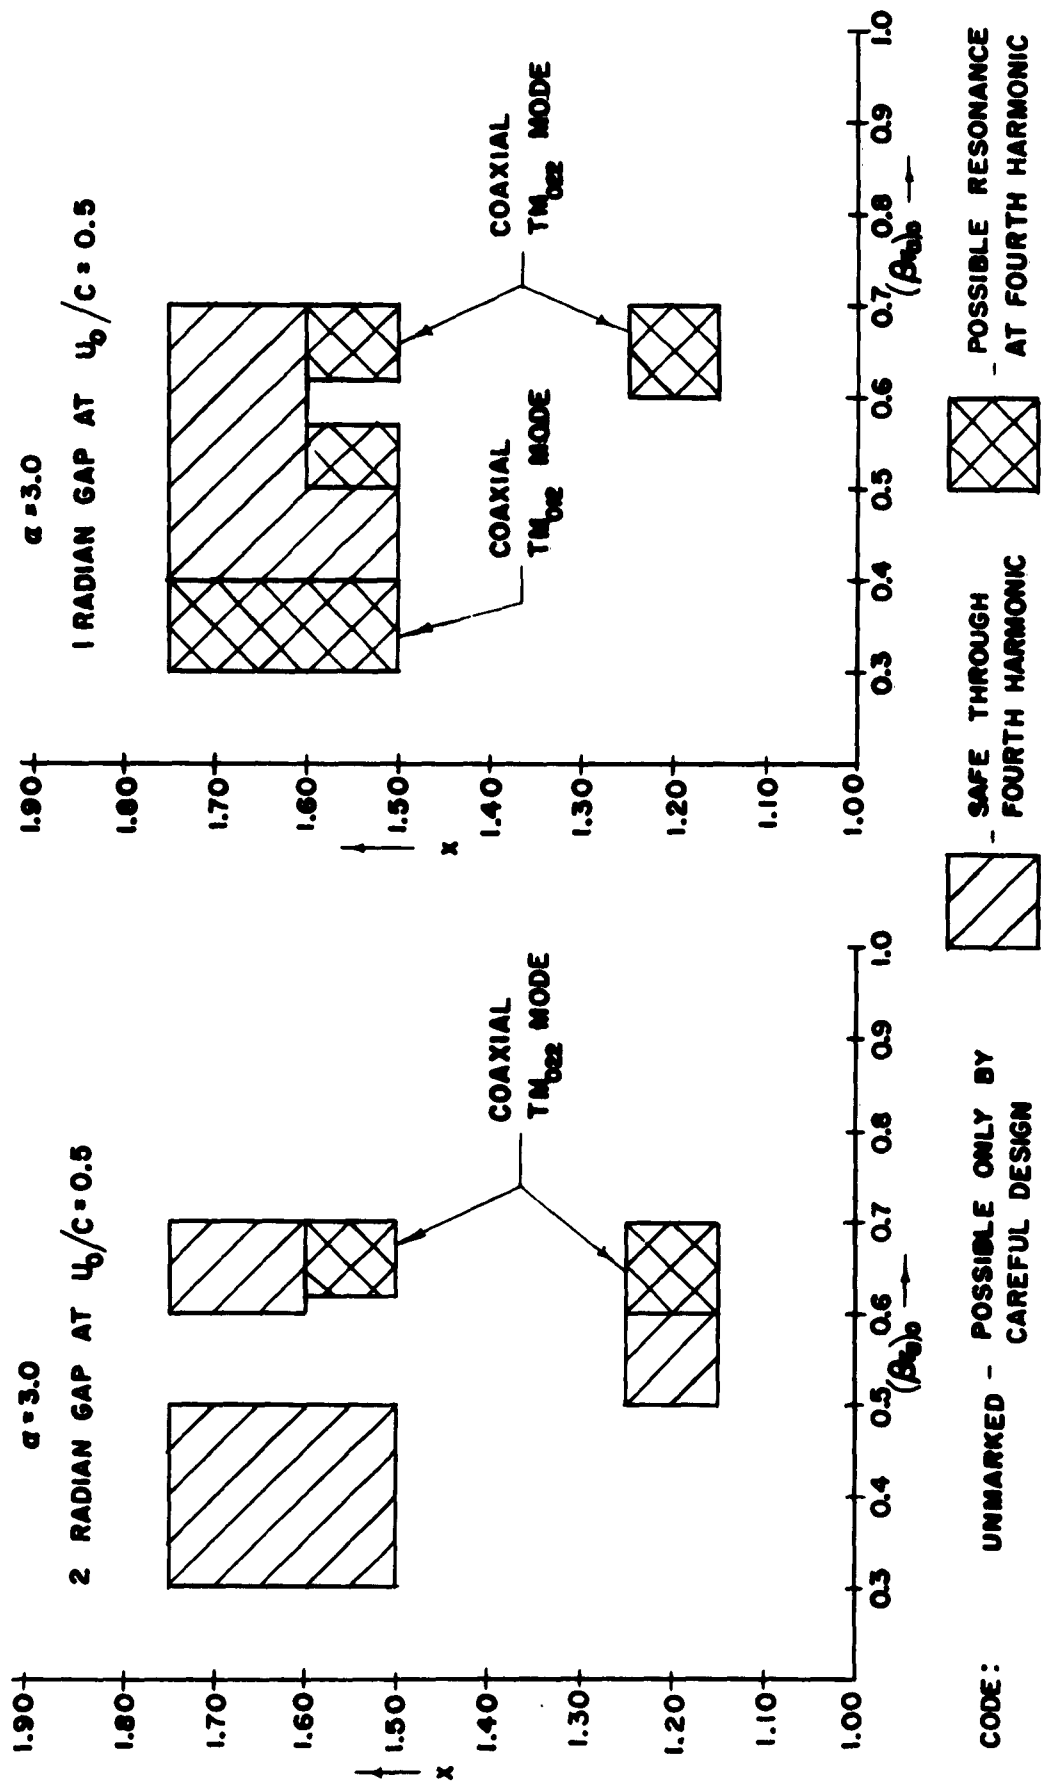 α = 3.0
2 RADIAN GAP AT u₀/C = 0.5
1.90
1.80
1.70
1.60
1.50
1.40
1.30
1.20
1.10
1.00
x
0.3
0.4
0.5
0.6
0.7
0.8
0.9
1.0
COAXIAL
TM₀₂₂ MODE
α = 3.0
1 RADIAN GAP AT u₀/C = 0.5
1.90
1.80
1.70
1.60
1.50
1.40
1.30
1.20
1.10
1.00
x
0.3
0.4
0.5
0.6
0.7
0.8
0.9
1.0
COAXIAL
TM₀₁₂ MODE
COAXIAL
TM₀₂₂ MODE
CODE:
UNMARKED - POSSIBLE ONLY BY
CAREFUL DESIGN
- SAFE THROUGH
FOURTH HARMONIC
- POSSIBLE RESONANCE
AT FOURTH HARMONIC